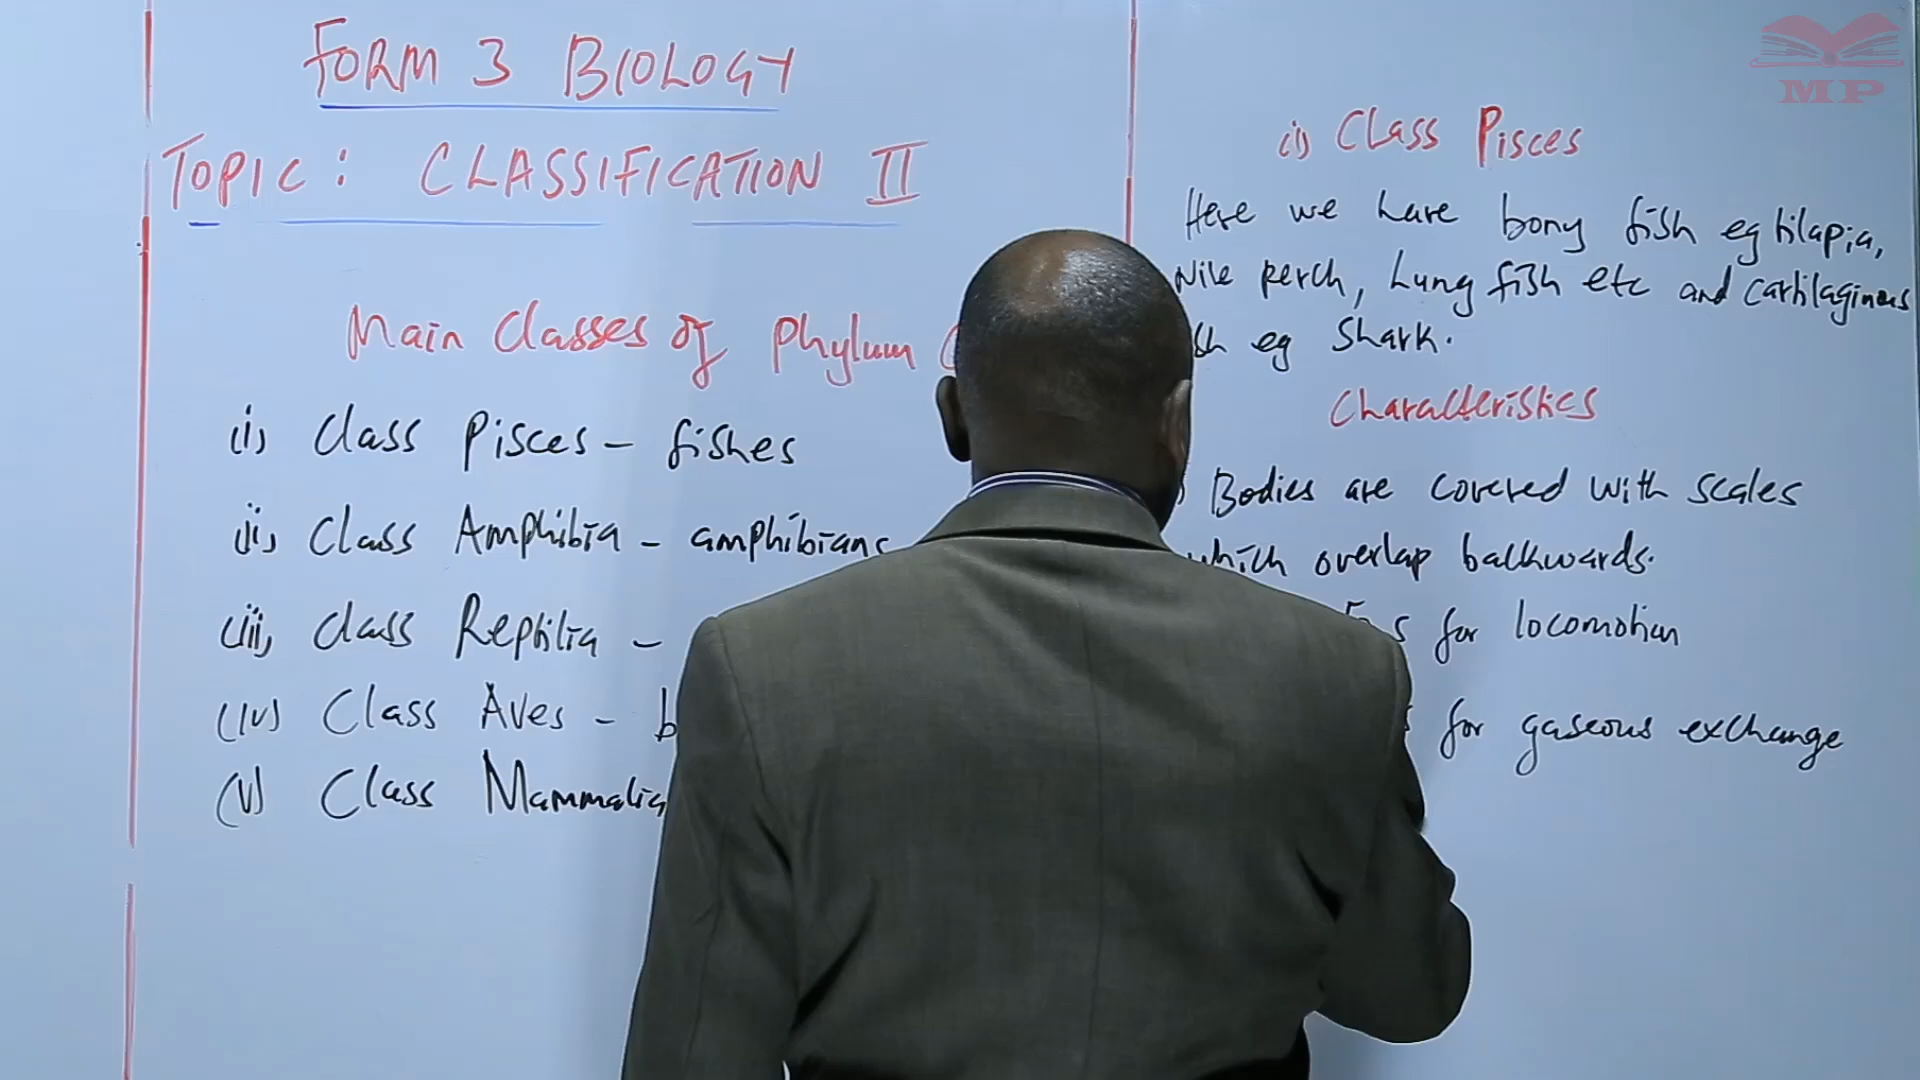 FORM 3 BIOLOGY
TOPIC: CLASSIFICATION II
Main Classes of Phylum
(i) Class Pisces - fishes
(ii) Class Amphibia - amphibians
(iii) Class Reptilia -
(iv) Class Aves -
(v) Class Mammalia
(i) Class Pisces
Here we have bony fish eg tilapia,
Nile perch, Lung fish etc and cartilaginous
eg Shark.
Characteristics
Bodies are covered with scales
which overlap backwards.
for locomotion
for gaseous exchange
MP